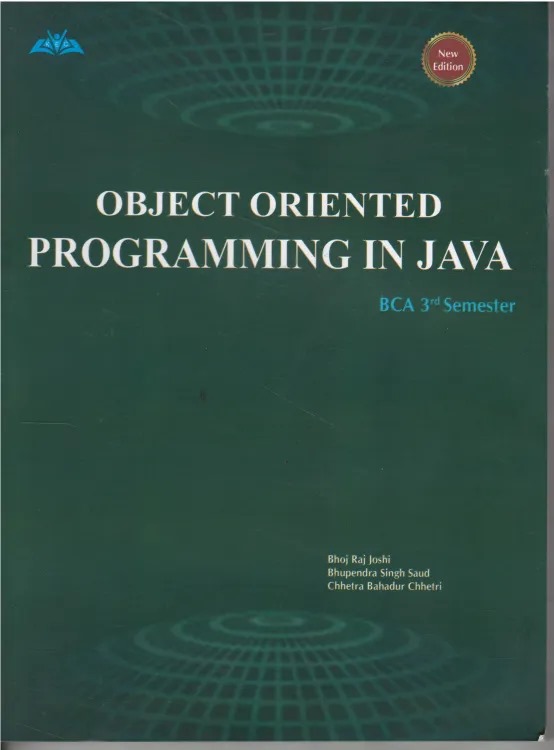 New
Edition
OBJECT ORIENTED
PROGRAMMING IN JAVA
BCA 3rd Semester
Bhoj Raj Joshi
Bhupendra Singh Saud
Chhetra Bahadur Chhetri